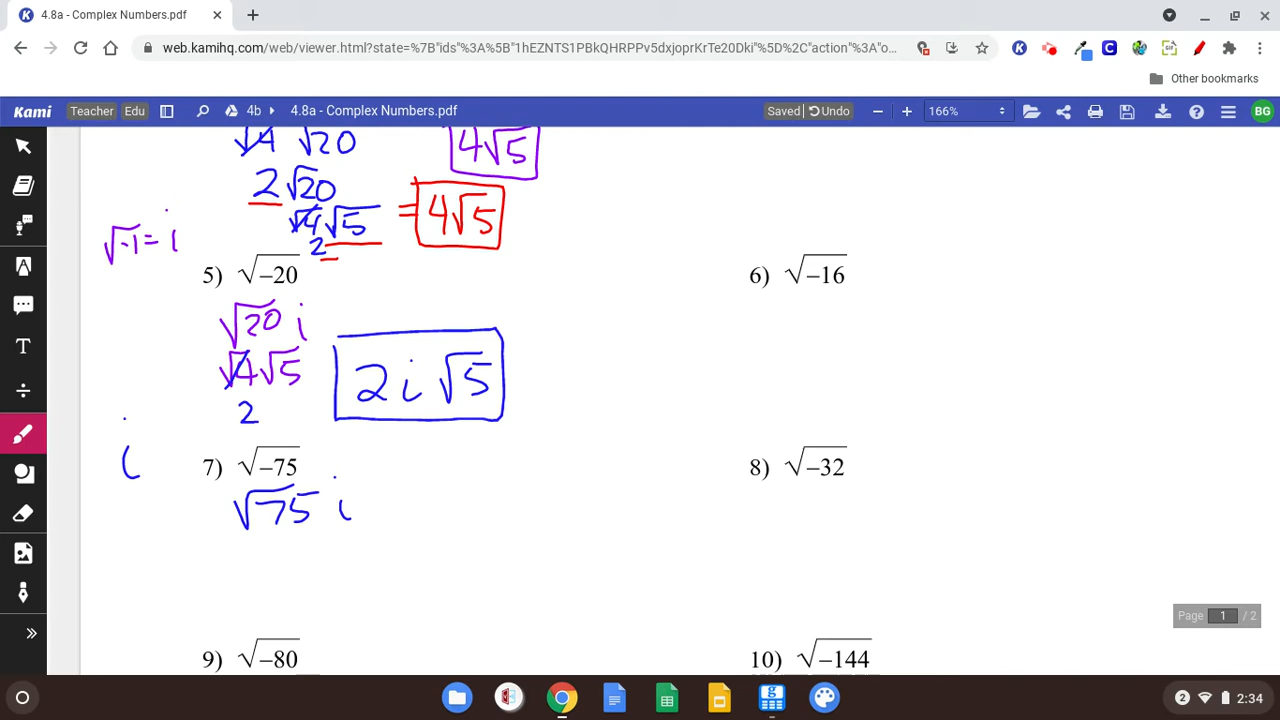 4.8a - Complex Numbers.pdf
web.kamihq.com/web/viewer.html?state=%7B"ids"%3A%5B"1hEZNTS1PBkQHRPPv5dxjoprKrTe20Dki"%5D%2C"action"%3A"o...
Other bookmarks
Kami Teacher Edu 4b 4.8a - Complex Numbers.pdf Saved Undo 166% BG
√4 √20 4√5
2√20
√4√5 = 4√5
2
√-1 = i
5) √−20 6) √−16
√20 i
√4√5 2i√5
2
i
7) √−75 8) √−32
√75 i
Page 1 / 2
9) √−80 10) √−144
2 2:34